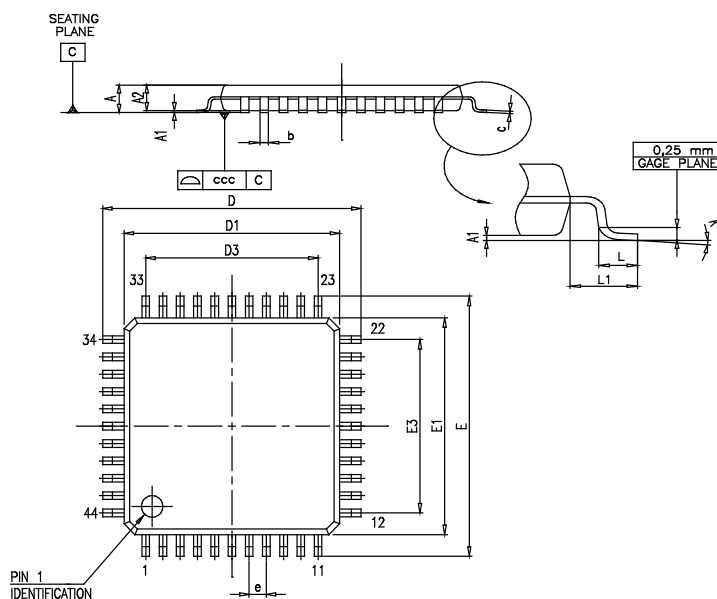 SEATING
PLANE
C
A
A2
A1
b
c
ccc C
0,25 mm
GAGE PLANE
A1
K
L
L1
D
D1
D3
33 23
34 22
E3
E1
E
44 12
PIN 1
IDENTIFICATION
1 11
e